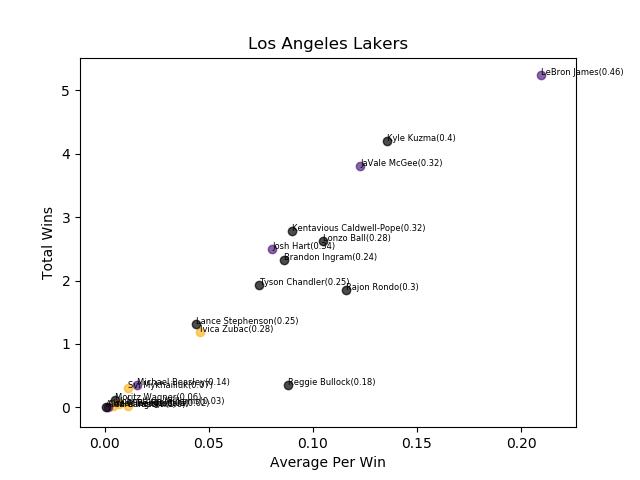 Los Angeles Lakers
Total Wins
5
4
3
2
1
0
LeBron James(0.46)
Kyle Kuzma(0.4)
JaVale McGee(0.32)
Kentavious Caldwell-Pope(0.32)
Lonzo Ball(0.28)
Josh Hart(0.34)
Brandon Ingram(0.24)
Tyson Chandler(0.25)
Rajon Rondo(0.3)
Lance Stephenson(0.25)
Ivica Zubac(0.28)
Michael Beasley(0.14)
Reggie Bullock(0.18)
Svi Mykhailiuk(0.07)
Moritz Wagner(0.06)
0.00 0.05 0.10 0.15 0.20
Average Per Win